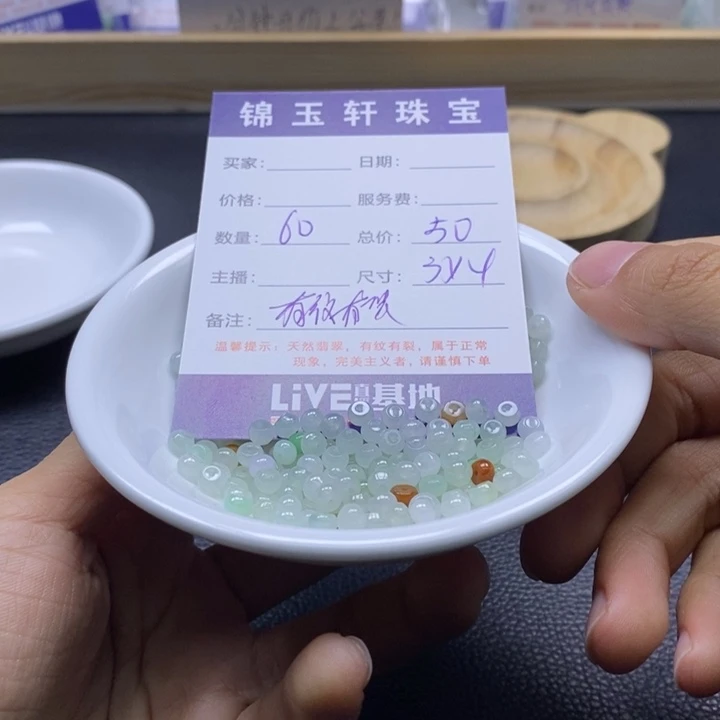 锦玉轩珠宝
买家: 日期:
价格: 服务费:
数量: 60 总价: 50
主播: 尺寸: 3X4
备注: 有纹有裂
温馨提示：天然翡翠，有纹有裂，属于正常
现象，完美主义者，请谨慎下单
LiVE 基地